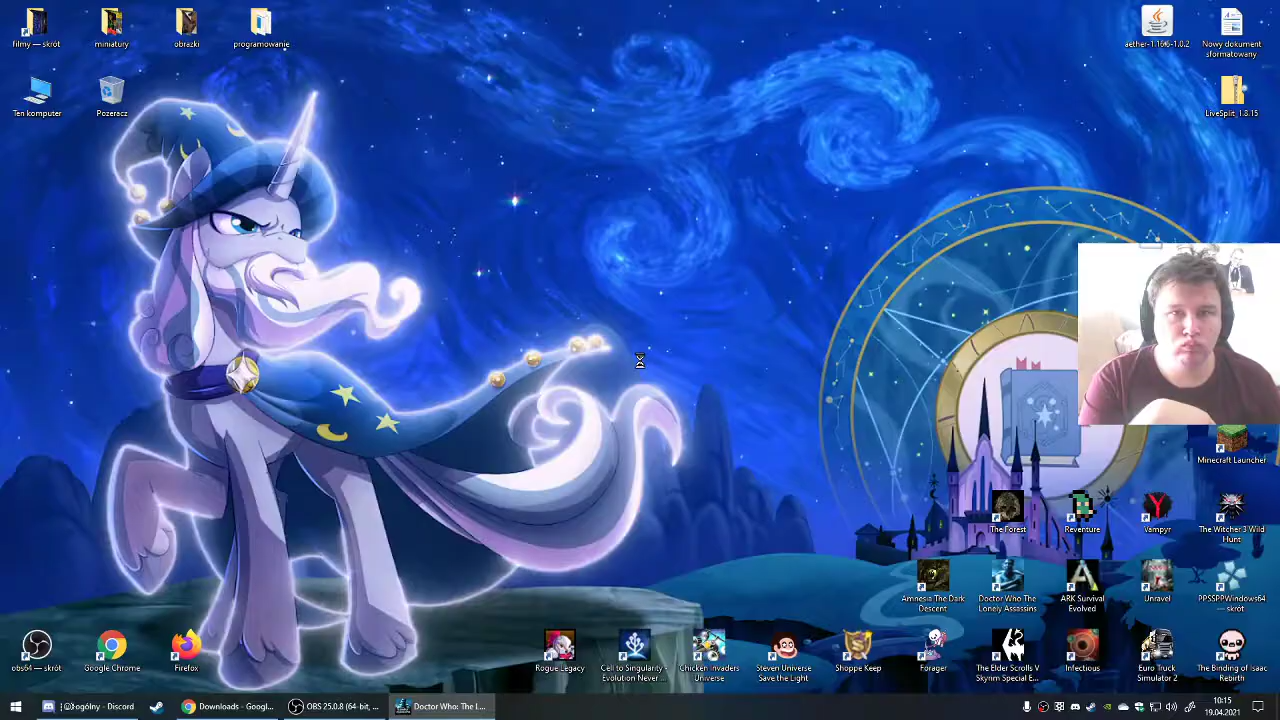 filmy — skrót
miniatury
obrazki
programowanie
aether-1.16.5-1.0.2
Nowy dokument
sformatowany
Ten komputer
Pożeracz
LiveSplit_1.8.15
Minecraft Launcher
The Forest
Reventure
Vampyr
The Witcher 3 Wild
Hunt
Amnesia The Dark
Descent
Doctor Who The
Lonely Assassins
ARK Survival
Evolved
Unravel
PPSSPPWindows64
— skrót
obs64 — skrót
Google Chrome
Firefox
Rogue Legacy
Cell to Singularity -
Evolution Never ...
Chicken Invaders
Universe
Steven Universe
Save the Light
Shoppe Keep
Forager
The Elder Scrolls V
Skyrim Special E...
Infectious
Euro Truck
Simulator 2
The Binding of Isaac
Rebirth
Downloads - Googl...
OBS 25.0.8 (64-bit, ...
Doctor Who: The L...
10:15
19.04.2021